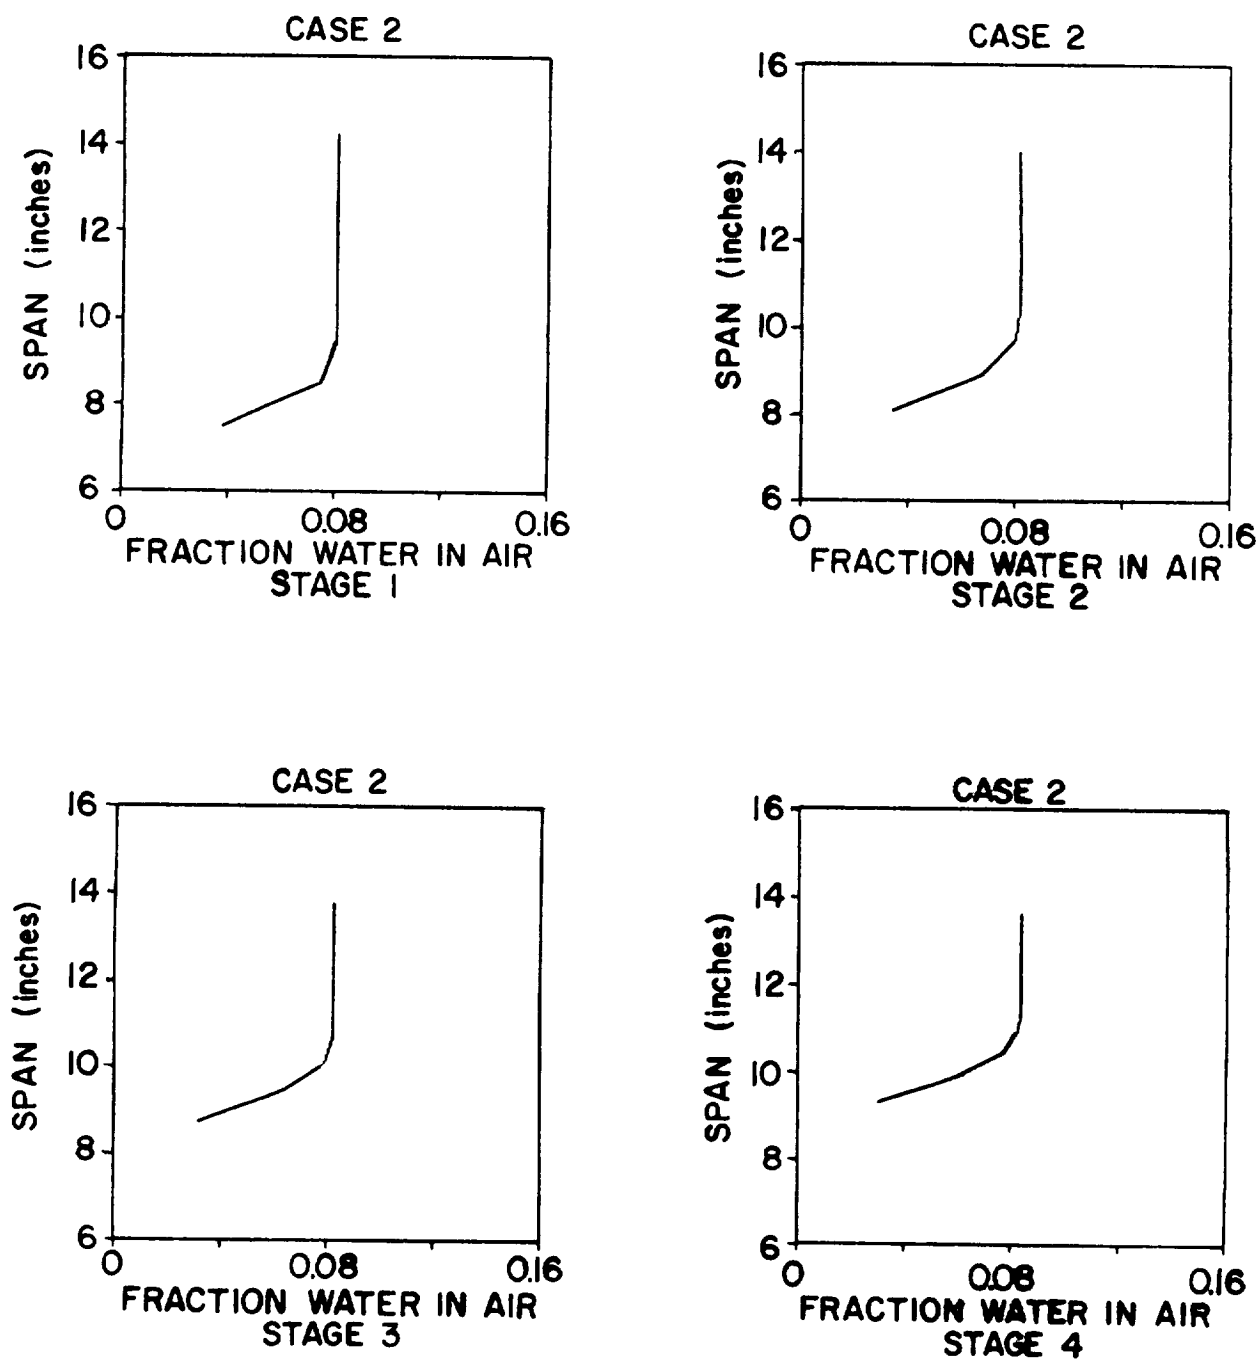 CASE 2
16
14
12
10
8
6
SPAN (inches)
0 0.08 0.16
FRACTION WATER IN AIR
STAGE 1
CASE 2
16
14
12
10
8
6
SPAN (inches)
0 0.08 0.16
FRACTION WATER IN AIR
STAGE 2
CASE 2
16
14
12
10
8
6
SPAN (inches)
0 0.08 0.16
FRACTION WATER IN AIR
STAGE 3
CASE 2
16
14
12
10
8
6
SPAN (inches)
0 0.08 0.16
FRACTION WATER IN AIR
STAGE 4